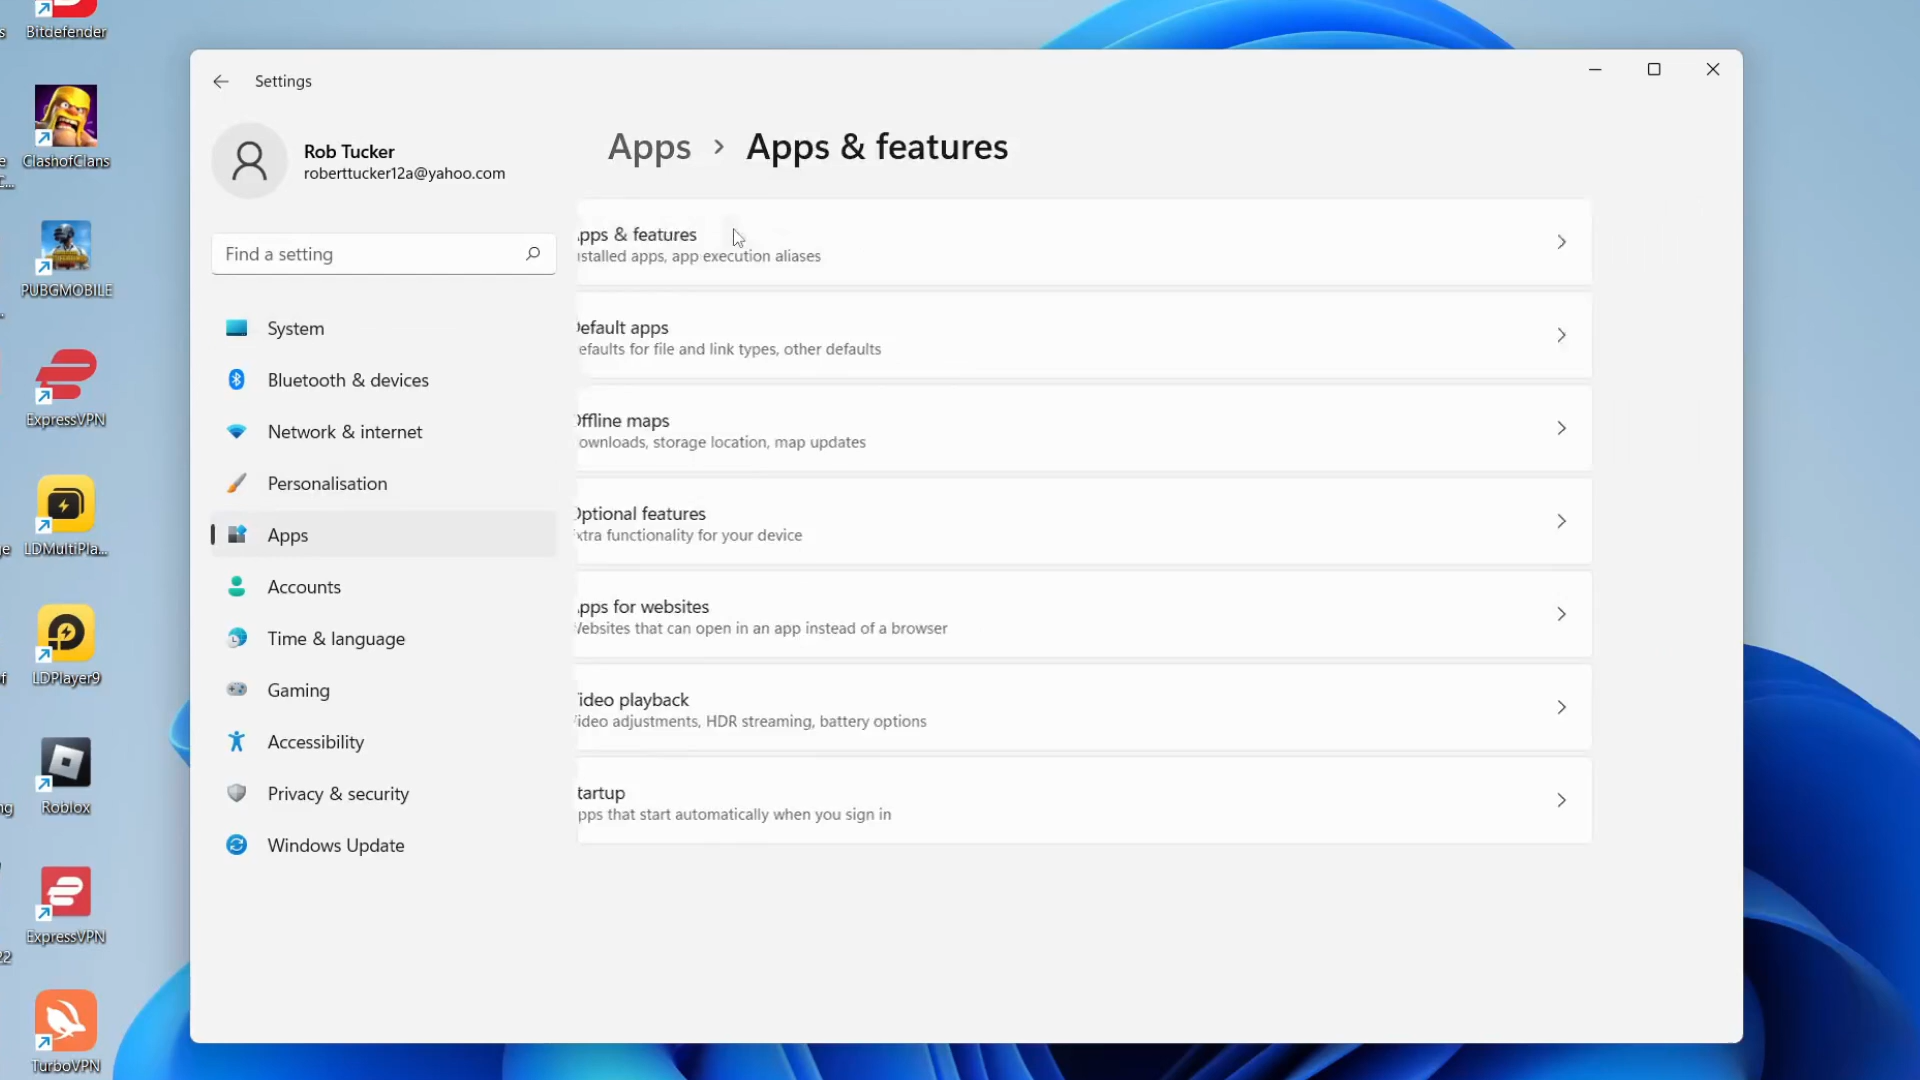 Bitdefender
ClashofClans
PUBGMOBILE
ExpressVPN
LDMultiPla...
LDPlayer9
Roblox
ExpressVPN
TurboVPN
Settings
Rob Tucker
roberttucker12a@yahoo.com
Find a setting
System
Bluetooth & devices
Network & internet
Personalisation
Apps
Accounts
Time & language
Gaming
Accessibility
Privacy & security
Windows Update
Apps > Apps & features
pps & features
stalled apps, app execution aliases
efault apps
efaults for file and link types, other defaults
ffline maps
ownloads, storage location, map updates
ptional features
xtra functionality for your device
pps for websites
ebsites that can open in an app instead of a browser
ideo playback
ideo adjustments, HDR streaming, battery options
tartup
pps that start automatically when you sign in